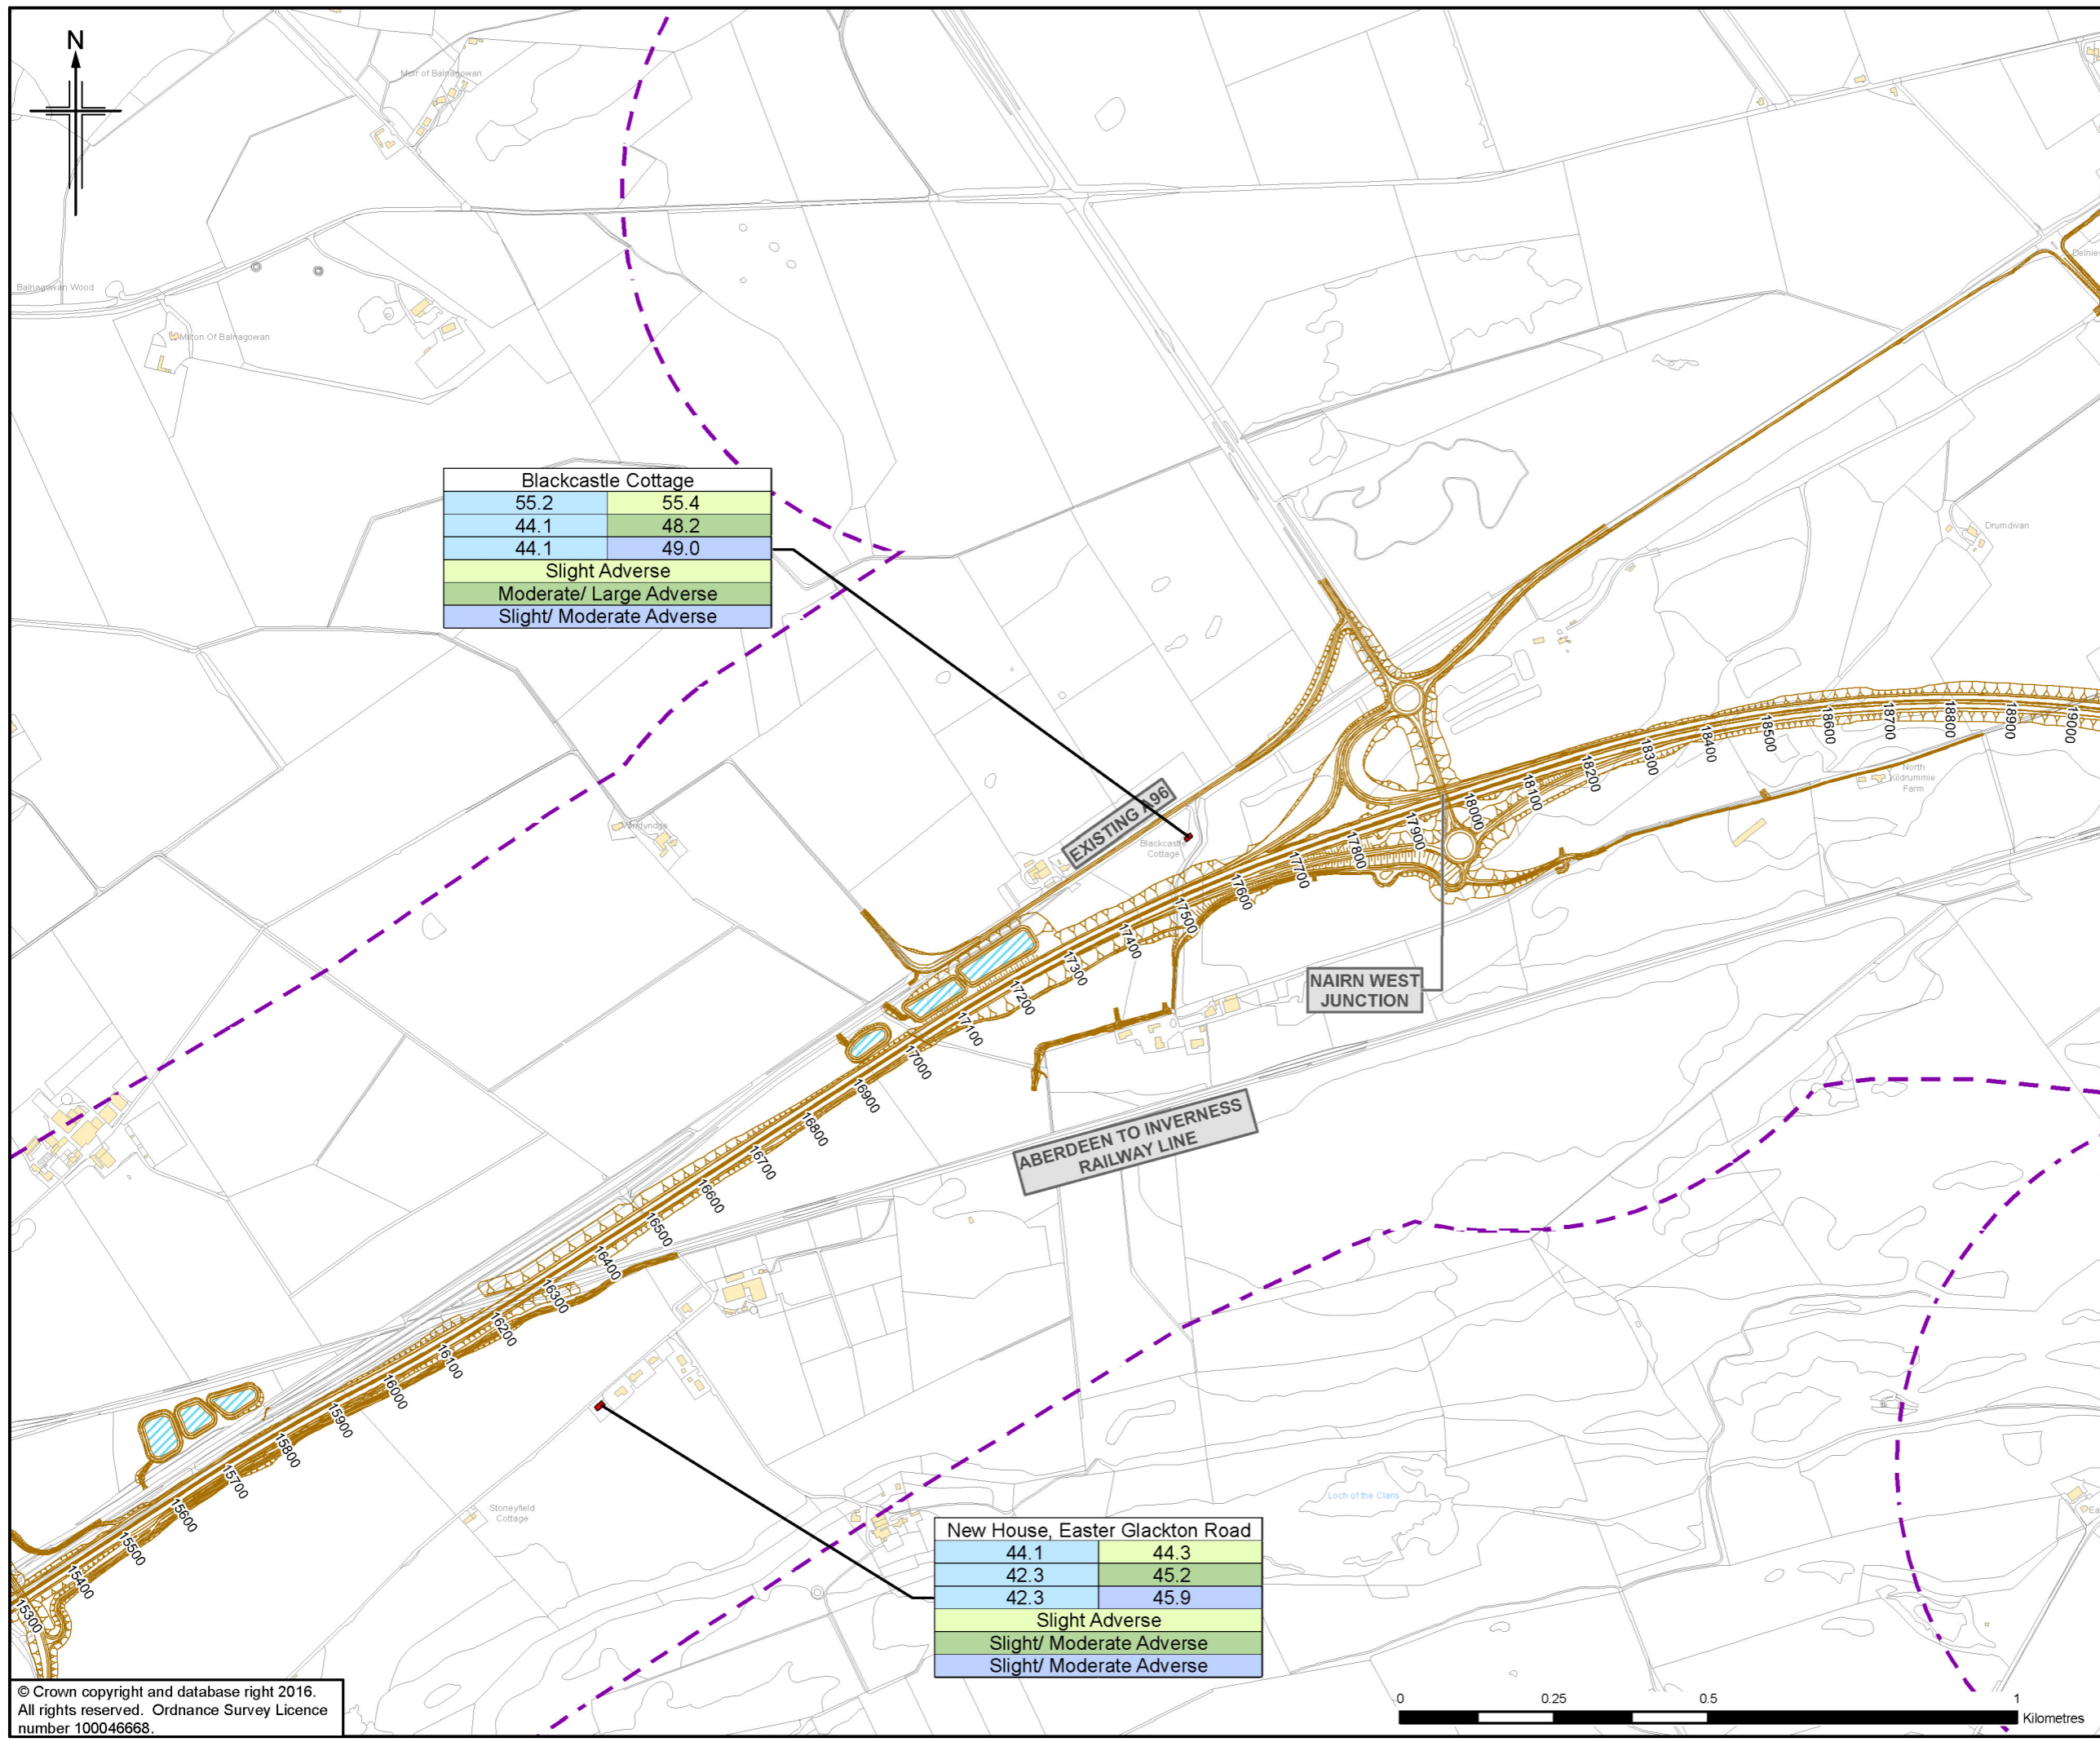 N
Muir of Balnagowan
Balnagowan Wood
Milton Of Balnagowan
Delnies
Blackcastle Cottage
55.2 55.4
44.1 48.2
44.1 49.0
Slight Adverse
Moderate/ Large Adverse
Slight/ Moderate Adverse
Drumdivan
EXISTING A96
Blackcastle
Cottage
North
Kildrummie
Farm
NAIRN WEST
JUNCTION
ABERDEEN TO INVERNESS
RAILWAY LINE
15300
15400
15500
15600
15700
15800
15900
16000
16100
16200
16300
16400
16500
16600
16700
16800
16900
17000
17100
17200
17300
17400
17500
17600
17700
17800
17900
18000
18100
18200
18300
18400
18500
18600
18700
18800
18900
19000
Stoneyfield
Cottage
Loch of the Clans
New House, Easter Glackton Road
44.1 44.3
42.3 45.2
42.3 45.9
Slight Adverse
Slight/ Moderate Adverse
Slight/ Moderate Adverse
© Crown copyright and database right 2016.
All rights reserved. Ordnance Survey Licence
number 100046668.
0 0.25 0.5 1
Kilometres